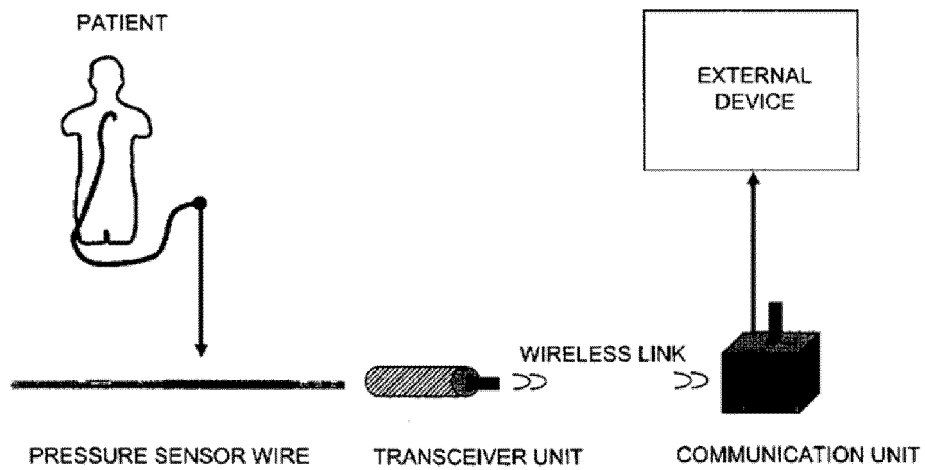 PATIENT
EXTERNAL
DEVICE
WIRELESS LINK
PRESSURE SENSOR WIRE
TRANSCEIVER UNIT
COMMUNICATION UNIT